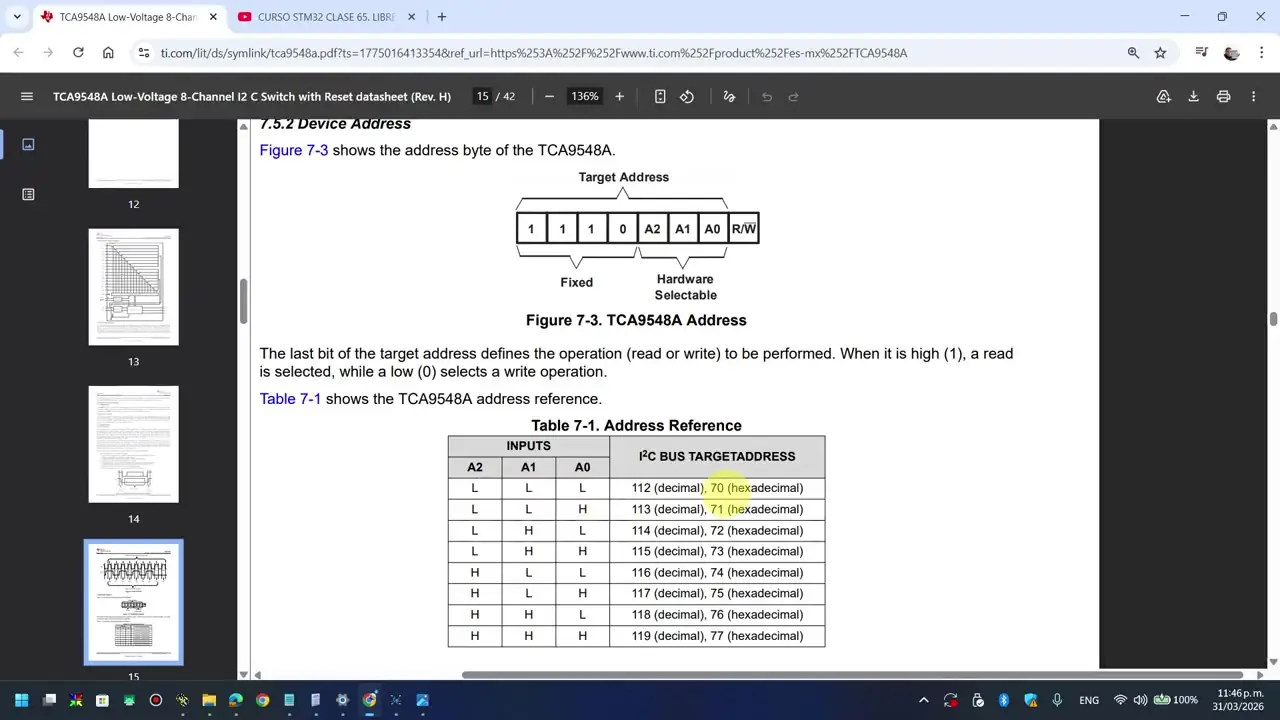 TCA9548A Low-Voltage 8-Chan
CURSO STM32 CLASE 65. LIBRE
ti.com/lit/ds/symlink/tca9548a.pdf?ts=1775016413354&ref_url=https%253A%252F%252Fwww.ti.com%252Fproduct%252Fes-mx%252FTCA9548A
TCA9548A Low-Voltage 8-Channel I2 C Switch with Reset datasheet (Rev. H)
15 / 42
136%
12
13
14
15
7.5.2 Device Address
Figure 7-3 shows the address byte of the TCA9548A.
Target Address
1 1 1 0 A2 A1 A0 R/W̅
Fixed
Hardware
Selectable
Figure 7-3. TCA9548A Address
The last bit of the target address defines the operation (read or write) to be performed. When it is high (1), a read
is selected, while a low (0) selects a write operation.
Table 7-1 shows the TCA9548A address reference.
Table 7-1. Address Reference
INPUTS
I²C BUS TARGETADDRESS
A2 A1 A0
L L L 112 (decimal), 70 (hexadecimal)
L L H 113 (decimal), 71 (hexadecimal)
L H L 114 (decimal), 72 (hexadecimal)
L H H 115 (decimal), 73 (hexadecimal)
H L L 116 (decimal), 74 (hexadecimal)
H L H 117 (decimal), 75 (hexadecimal)
H H L 118 (decimal), 76 (hexadecimal)
H H H 119 (decimal), 77 (hexadecimal)
ENG
100%
11:46 p.m.
31/03/2026